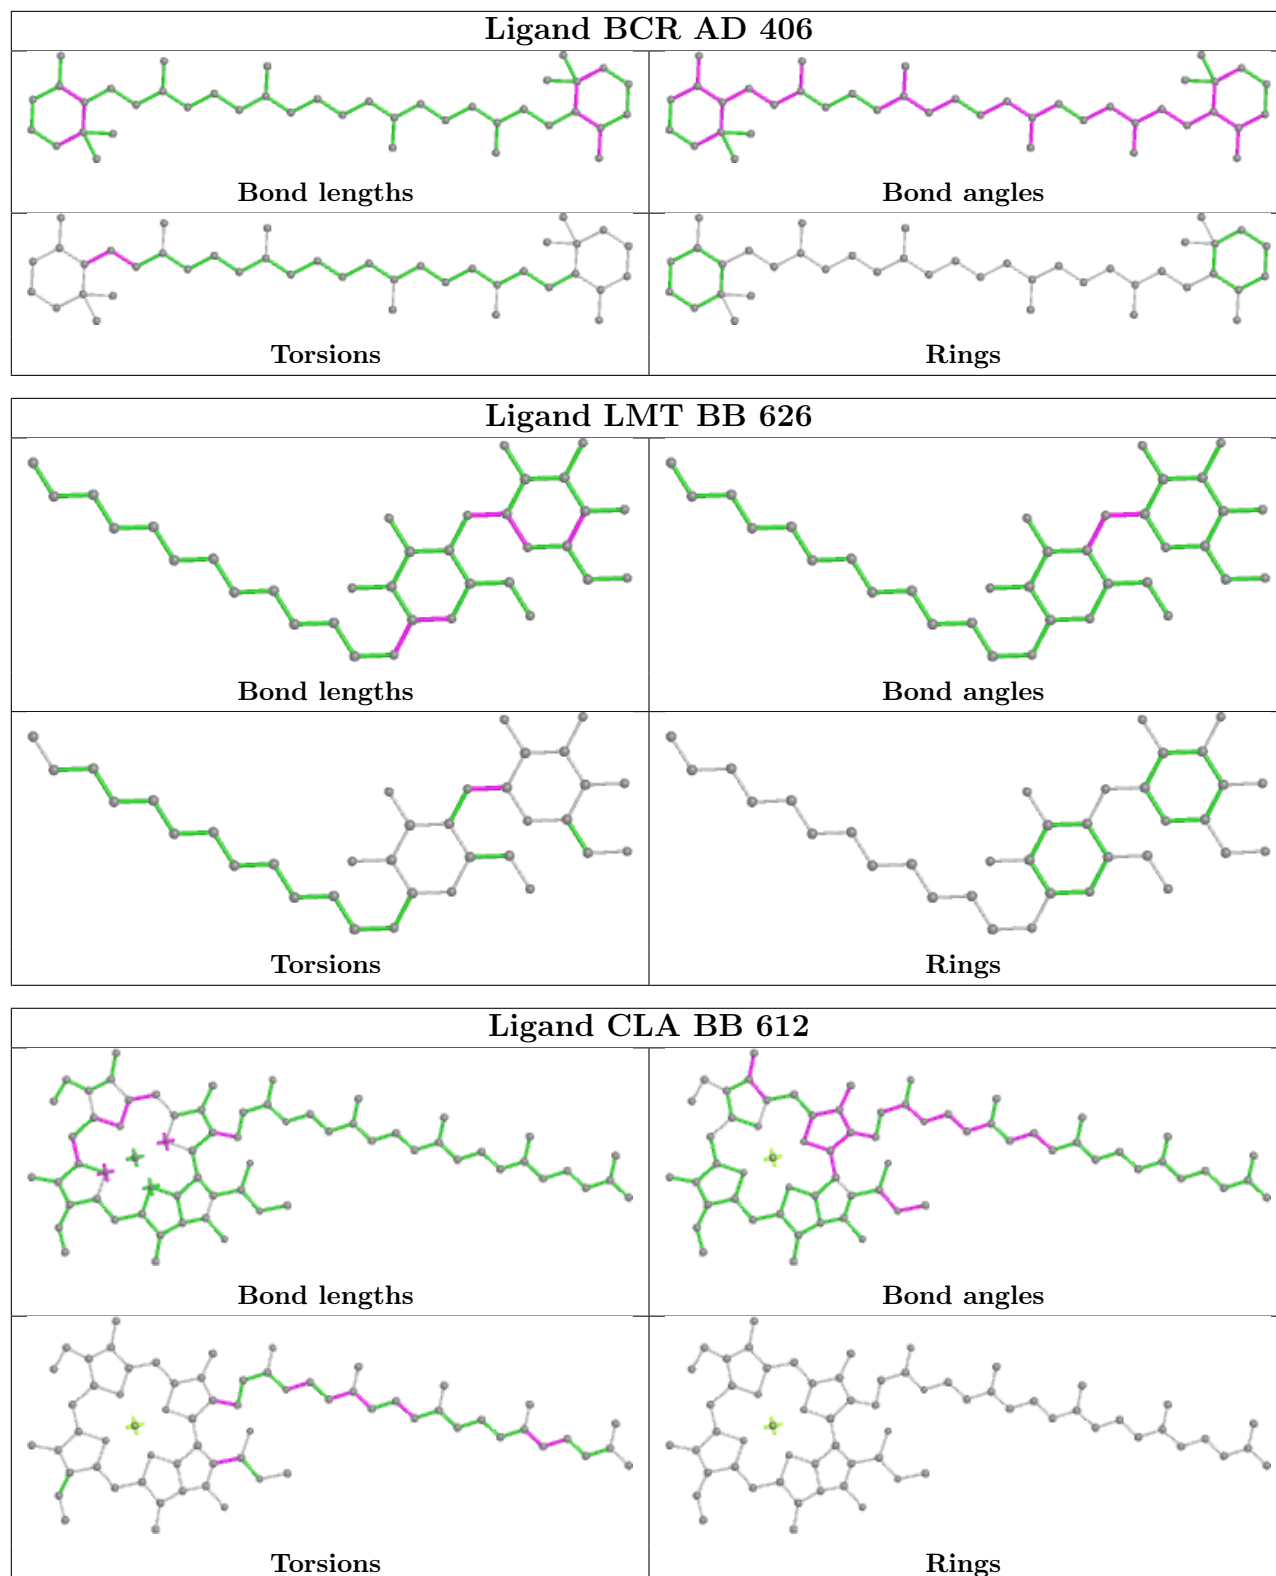 Ligand BCR AD 406
Bond lengths
Bond angles
Torsions
Rings
Ligand LMT BB 626
Bond lengths
Bond angles
Torsions
Rings
Ligand CLA BB 612
Bond lengths
Bond angles
Torsions
Rings